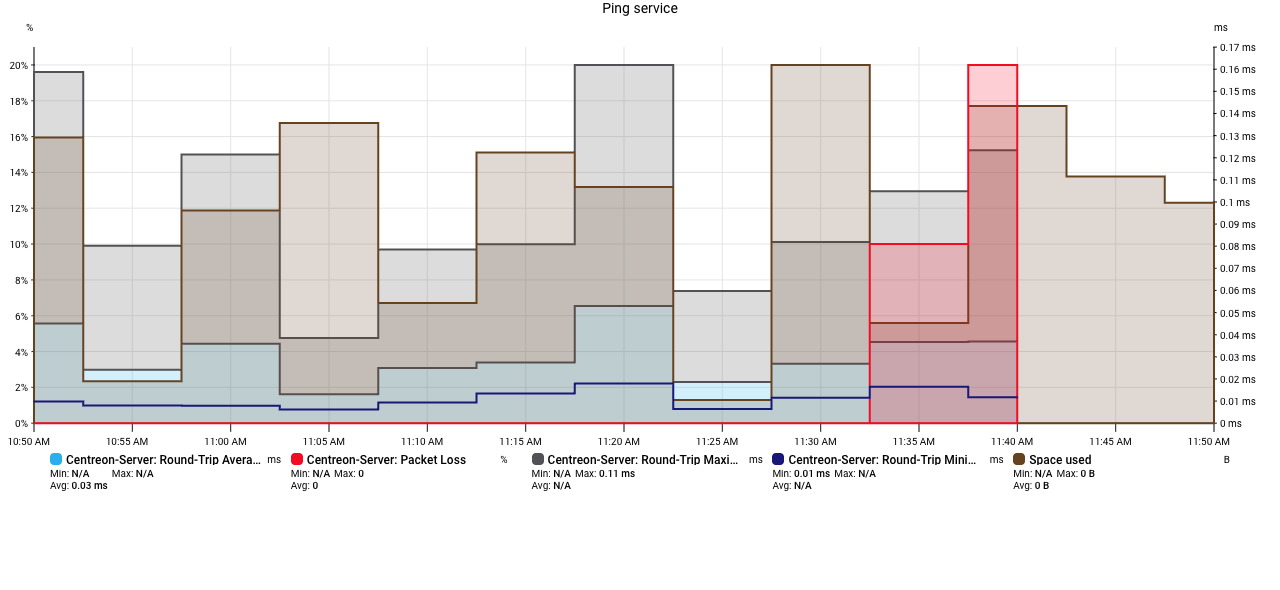 Ping service
% ms
20%
18%
16%
14%
12%
10%
8%
6%
4%
2%
0%
0.17 ms
0.16 ms
0.15 ms
0.14 ms
0.13 ms
0.12 ms
0.11 ms
0.1 ms
0.09 ms
0.08 ms
0.07 ms
0.06 ms
0.05 ms
0.04 ms
0.03 ms
0.02 ms
0.01 ms
0 ms
10:50 AM 10:55 AM 11:00 AM 11:05 AM 11:10 AM 11:15 AM 11:20 AM 11:25 AM 11:30 AM 11:35 AM 11:40 AM 11:45 AM 11:50 AM
Centreon-Server: Round-Trip Avera... ms
Min: N/A Max: N/A
Avg: 0.03 ms
Centreon-Server: Packet Loss %
Min: N/A Max: 0
Avg: 0
Centreon-Server: Round-Trip Maxi... ms
Min: N/A Max: 0.11 ms
Avg: N/A
Centreon-Server: Round-Trip Mini... ms
Min: 0.01 ms Max: N/A
Avg: N/A
Space used B
Min: N/A Max: 0 B
Avg: 0 B